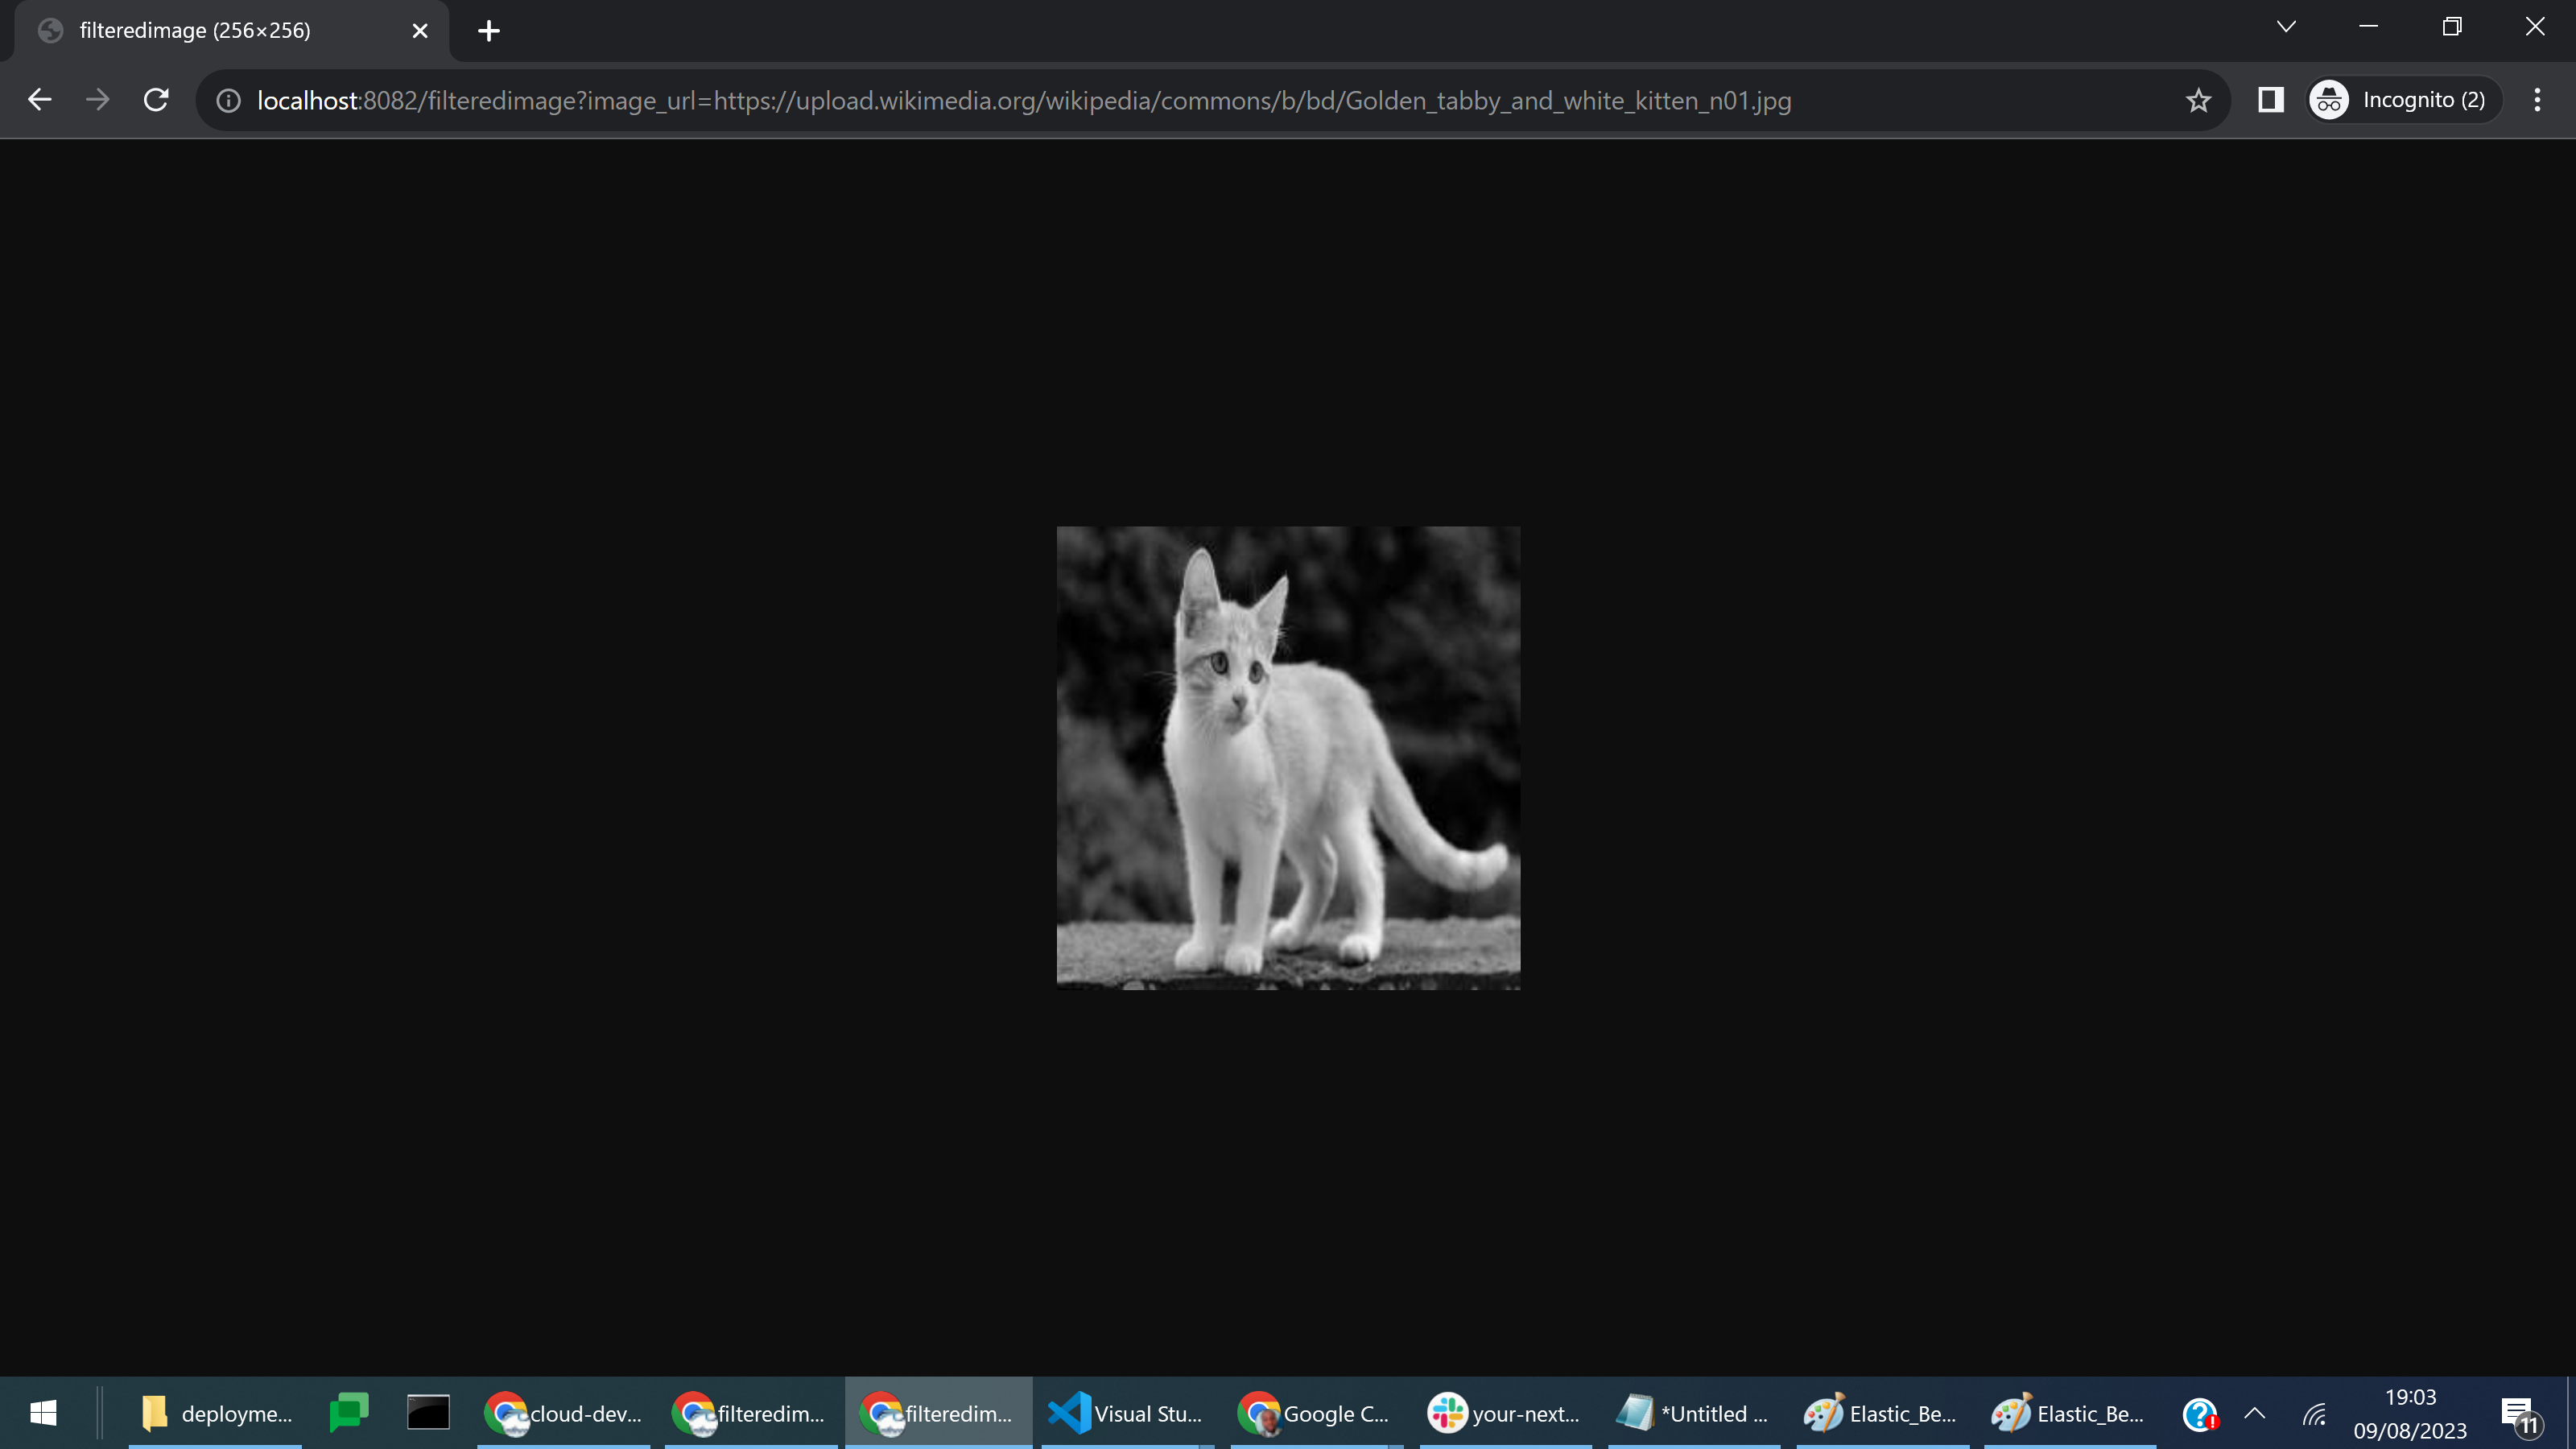 filteredimage (256×256)
localhost:8082/filteredimage?image_url=https://upload.wikimedia.org/wikipedia/commons/b/bd/Golden_tabby_and_white_kitten_n01.jpg
Incognito (2)
deployme...
cloud-dev...
filteredim...
filteredim...
Visual Stu...
Google C...
your-next...
*Untitled ...
Elastic_Be...
Elastic_Be...
19:03
09/08/2023
11